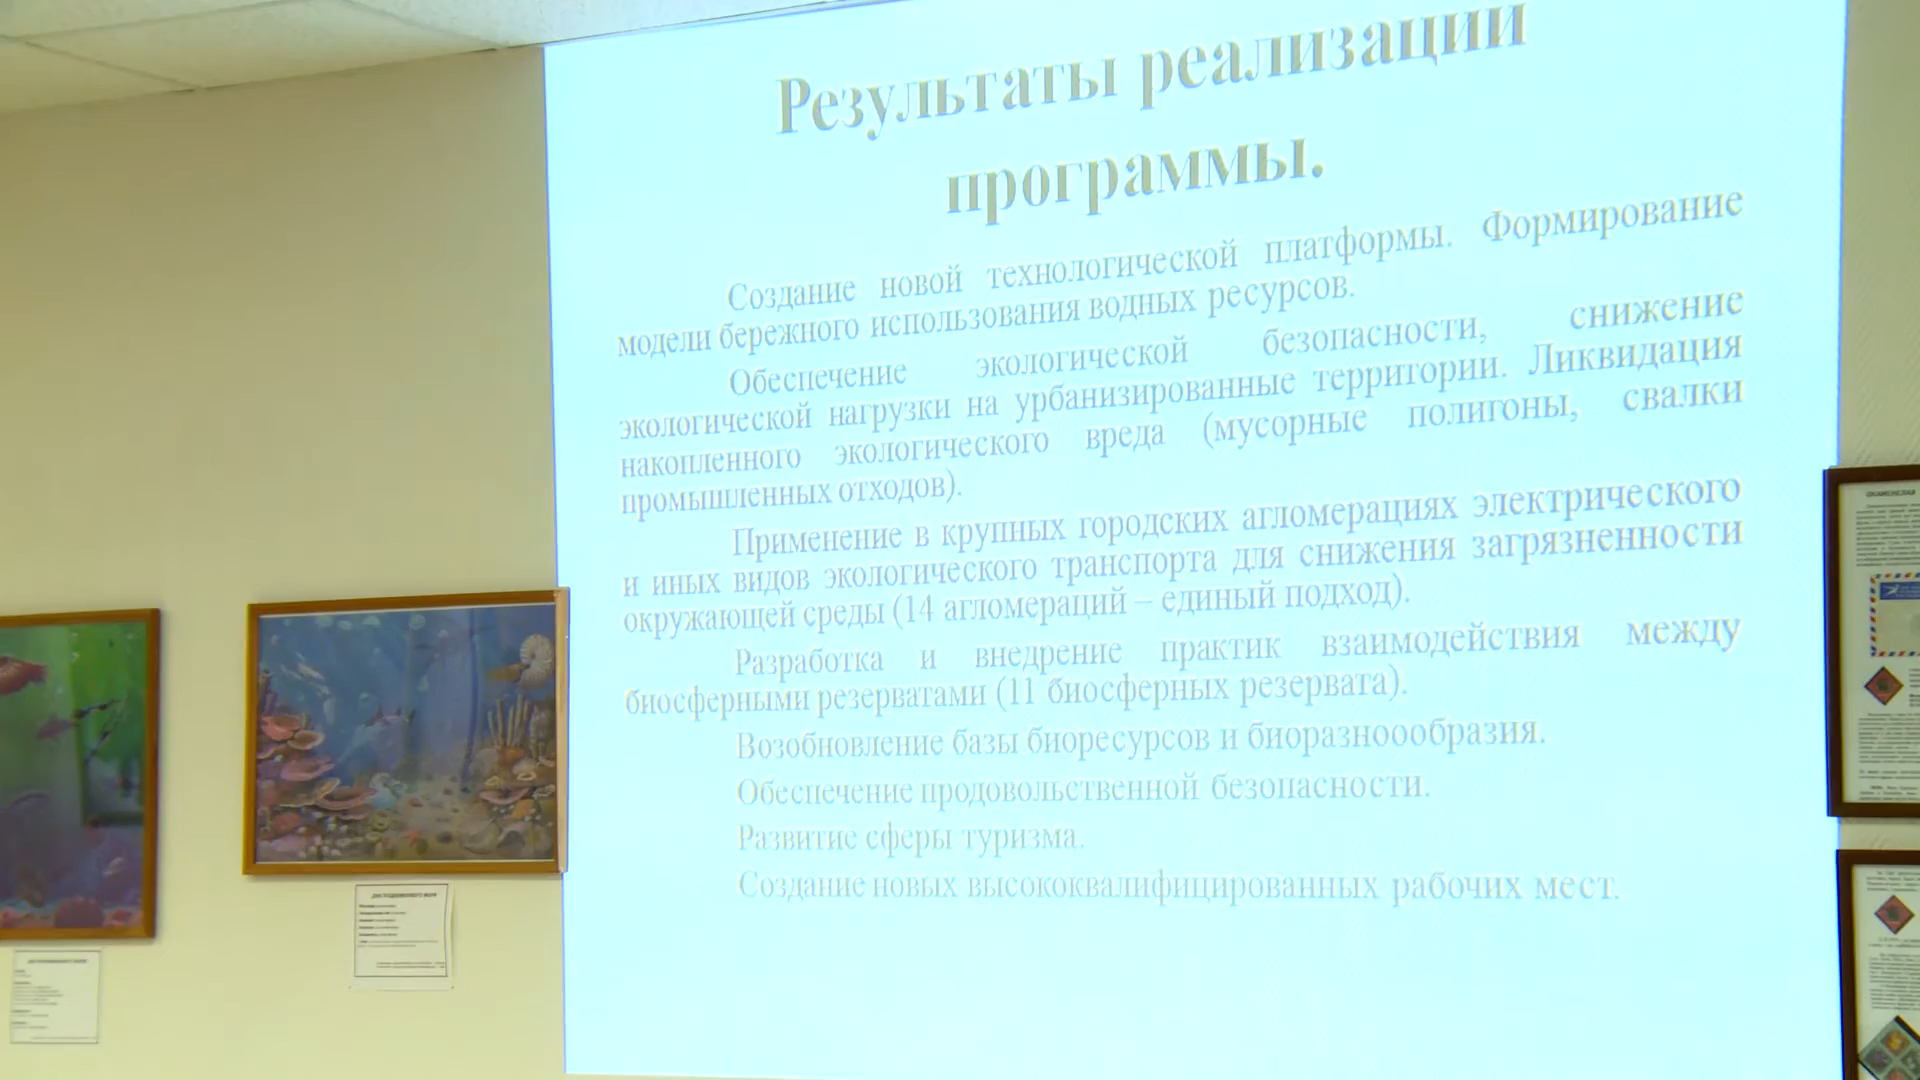 Результаты реализации
программы.
Создание новой технологической платформы. Формирование
модели бережного использования водных ресурсов.
Обеспечение экологической безопасности, снижение
экологической нагрузки на урбанизированные территории. Ликвидация
накопленного экологического вреда (мусорные полигоны, свалки
промышленных отходов).
Применение в крупных городских агломерациях электрического
и иных видов экологического транспорта для снижения загрязненности
окружающей среды (14 агломераций – единый подход).
Разработка и внедрение практик взаимодействия между
биосферными резерватами (11 биосферных резервата).
Возобновление базы биоресурсов и биоразноообразия.
Обеспечение продовольственной безопасности.
Развитие сферы туризма.
Создание новых высококвалифицированных рабочих мест.